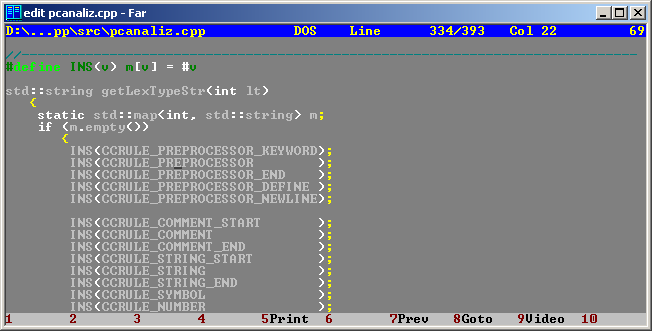 edit pcanaliz.cpp - Far
D:\...pp\src\pcanaliz.cpp DOS Line 334/393 Col 22 69
//
#define INS(v) m[v] = #v
std::string getLexTypeStr(int lt)
{
static std::map<int, std::string> m;
if (m.empty())
{
INS(CCRULE_PREPROCESSOR_KEYWORD);
INS(CCRULE_PREPROCESSOR );
INS(CCRULE_PREPROCESSOR_END );
INS(CCRULE_PREPROCESSOR_DEFINE );
INS(CCRULE_PREPROCESSOR_NEWLINE);
INS(CCRULE_COMMENT_START );
INS(CCRULE_COMMENT );
INS(CCRULE_COMMENT_END );
INS(CCRULE_STRING_START );
INS(CCRULE_STRING );
INS(CCRULE_STRING_END );
INS(CCRULE_SYMBOL );
INS(CCRULE_NUMBER );
1 2 3 4 5Print 6 7Prev 8Goto 9Video 10